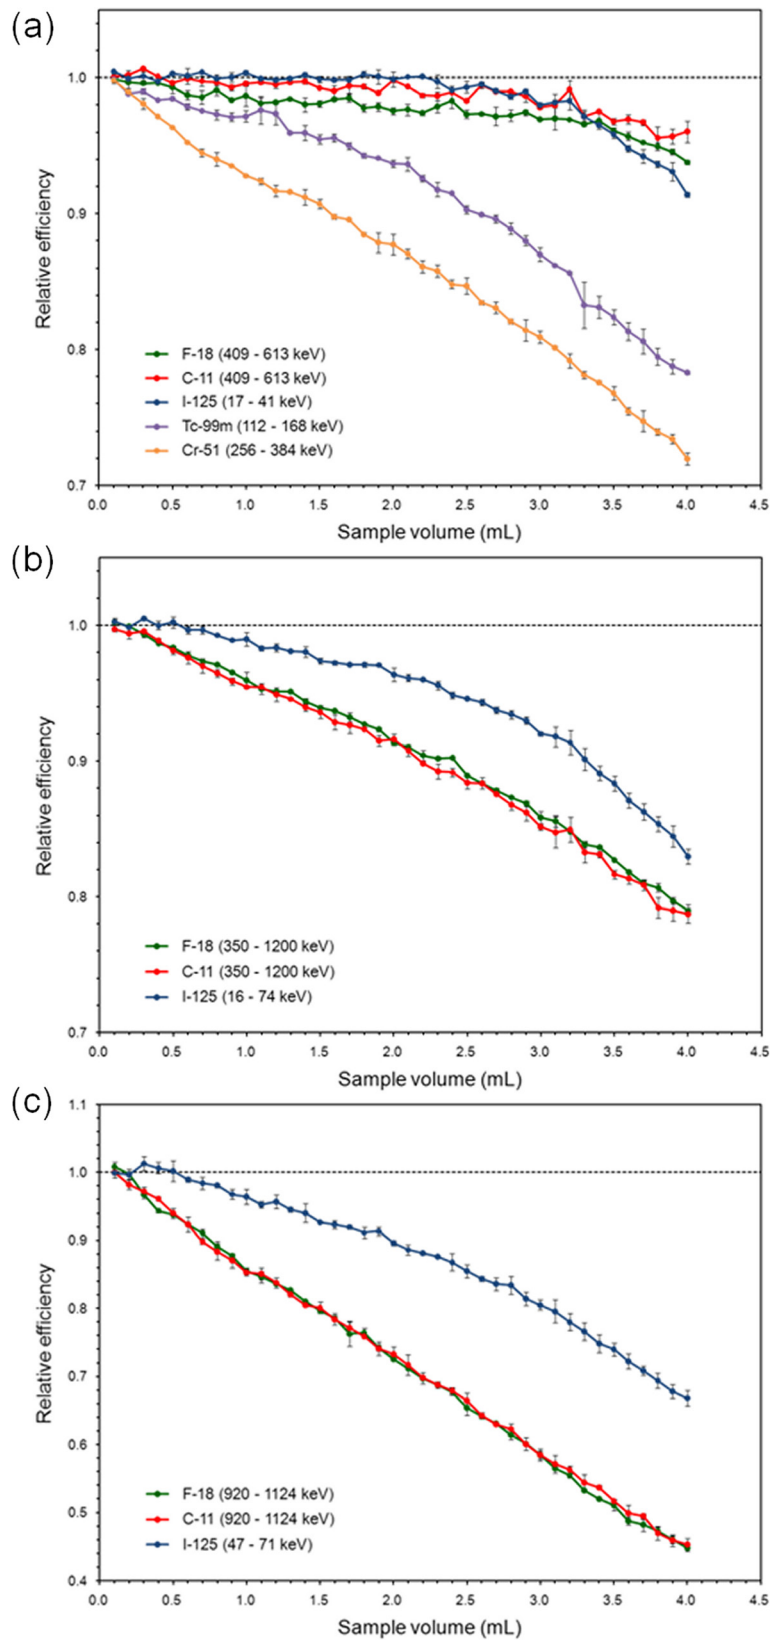 (a)
1.0
0.9
0.8
0.7
Relative efficiency
F-18 (409 - 613 keV)
C-11 (409 - 613 keV)
I-125 (17 - 41 keV)
Tc-99m (112 - 168 keV)
Cr-51 (256 - 384 keV)
0.0 0.5 1.0 1.5 2.0 2.5 3.0 3.5 4.0 4.5
Sample volume (mL)
(b)
1.0
0.9
0.8
0.7
Relative efficiency
F-18 (350 - 1200 keV)
C-11 (350 - 1200 keV)
I-125 (16 - 74 keV)
0.0 0.5 1.0 1.5 2.0 2.5 3.0 3.5 4.0 4.5
Sample volume (mL)
(c)
1.1
1.0
0.9
0.8
0.7
0.6
0.5
0.4
Relative efficiency
F-18 (920 - 1124 keV)
C-11 (920 - 1124 keV)
I-125 (47 - 71 keV)
0.0 0.5 1.0 1.5 2.0 2.5 3.0 3.5 4.0 4.5
Sample volume (mL)